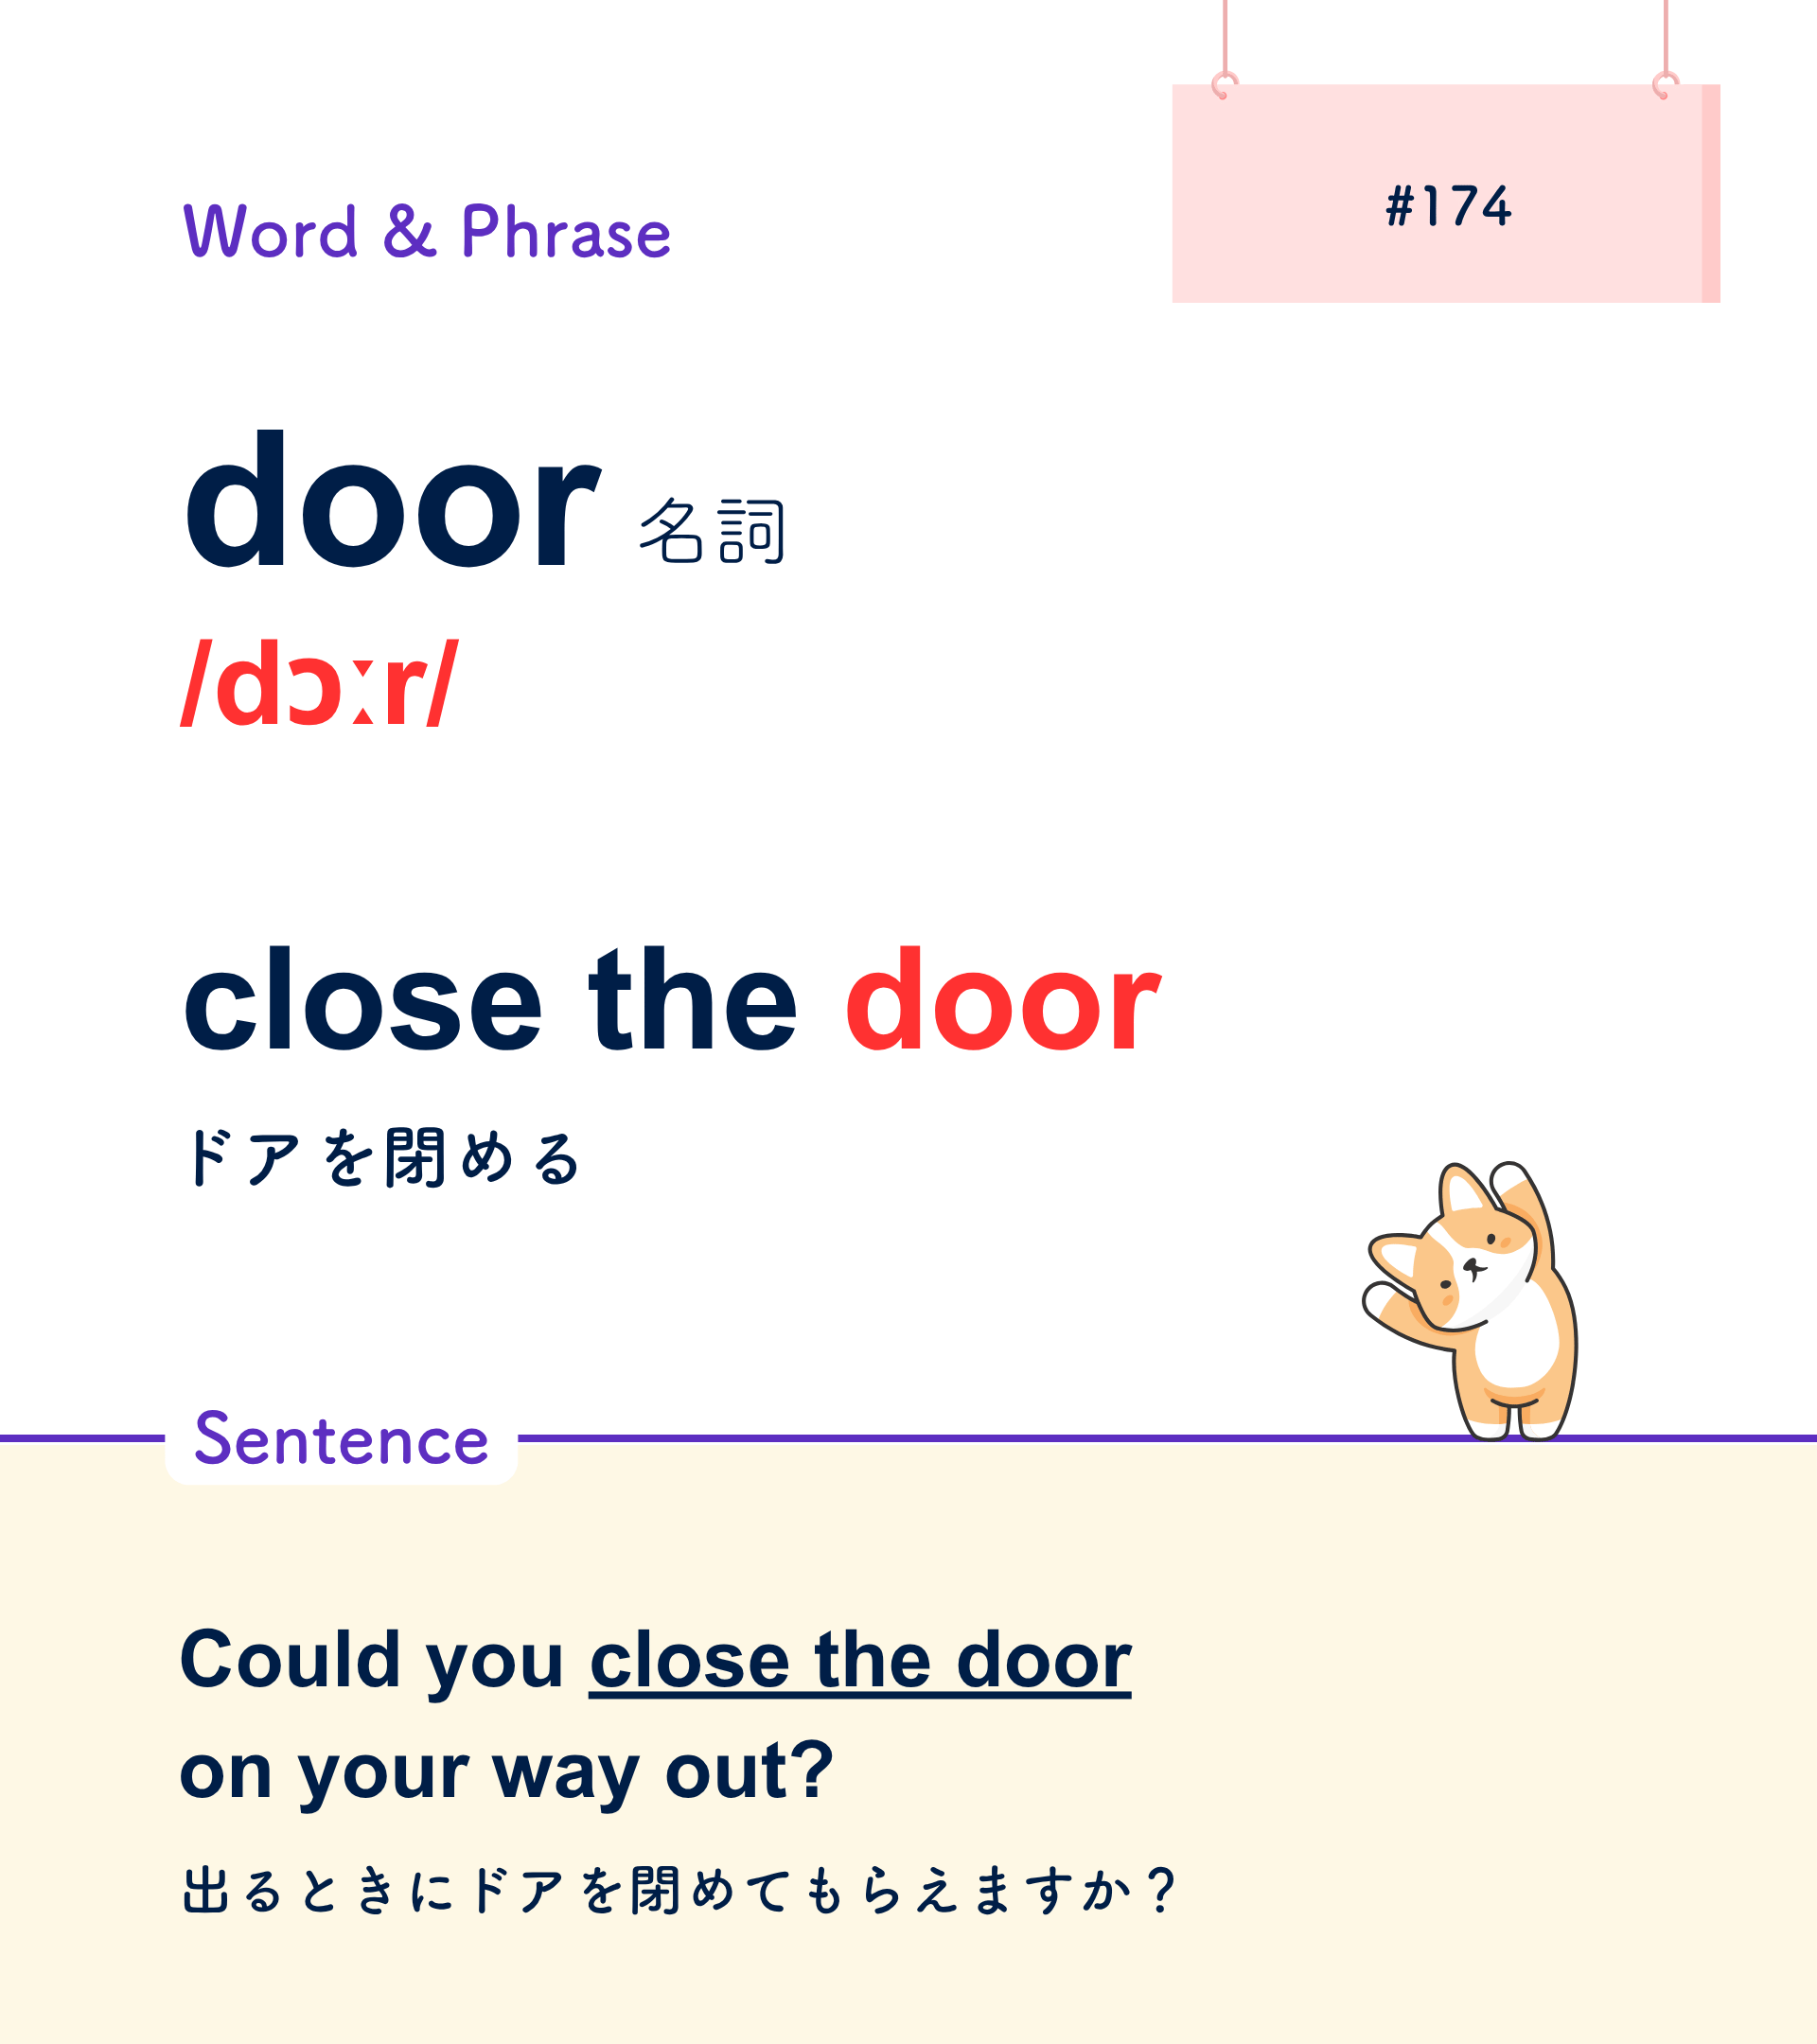 #174
Word & Phrase
door 名詞
/dɔːr/
close the door
ドアを閉める
Sentence
Could you close the door
on your way out?
出るときにドアを閉めてもらえますか？